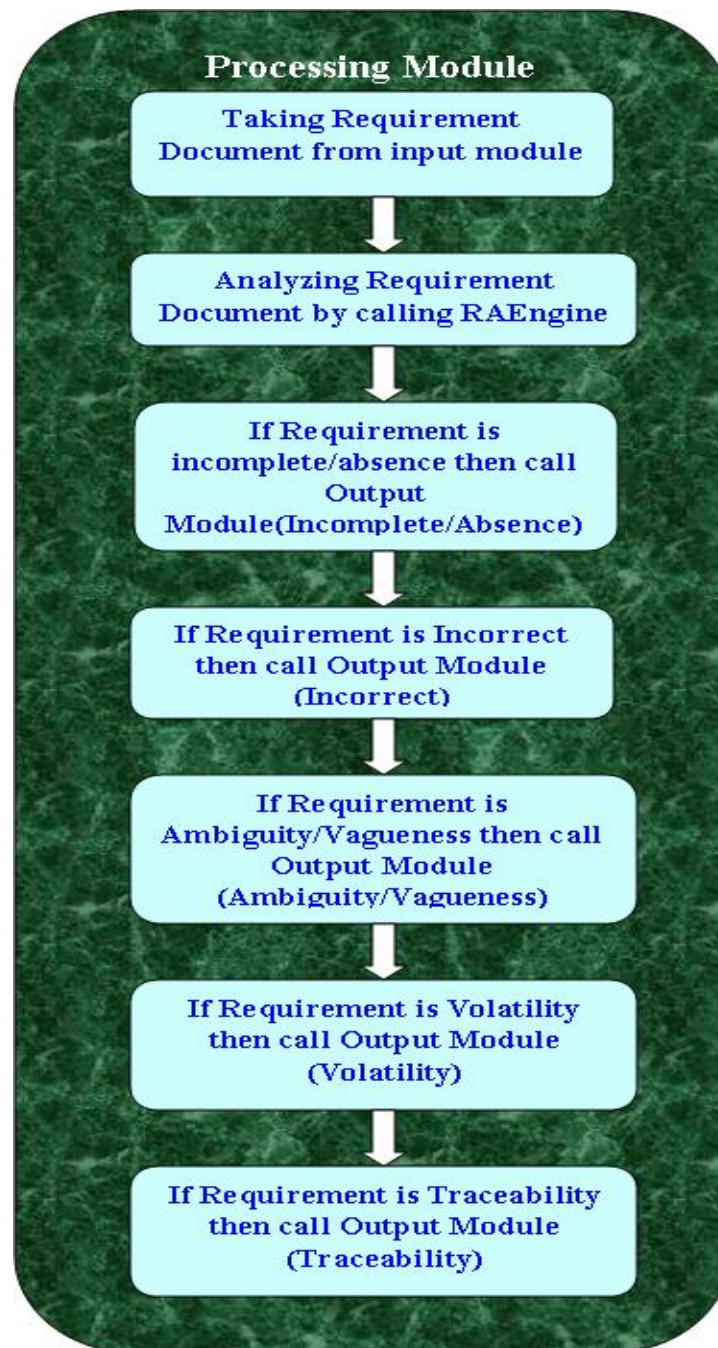 Processing Module
Taking Requirement
Document from input module
Analyzing Requirement
Document by calling RAEngine
If Requirement is
incomplete/absence then call
Output
Module(Incomplete/Absence)
If Requirement is Incorrect
then call Output Module
(Incorrect)
If Requirement is
Ambiguity/Vagueness then call
Output Module
(Ambiguity/Vagueness)
If Requirement is Volatility
then call Output Module
(Volatility)
If Requirement is Traceability
then call Output Module
(Traceability)